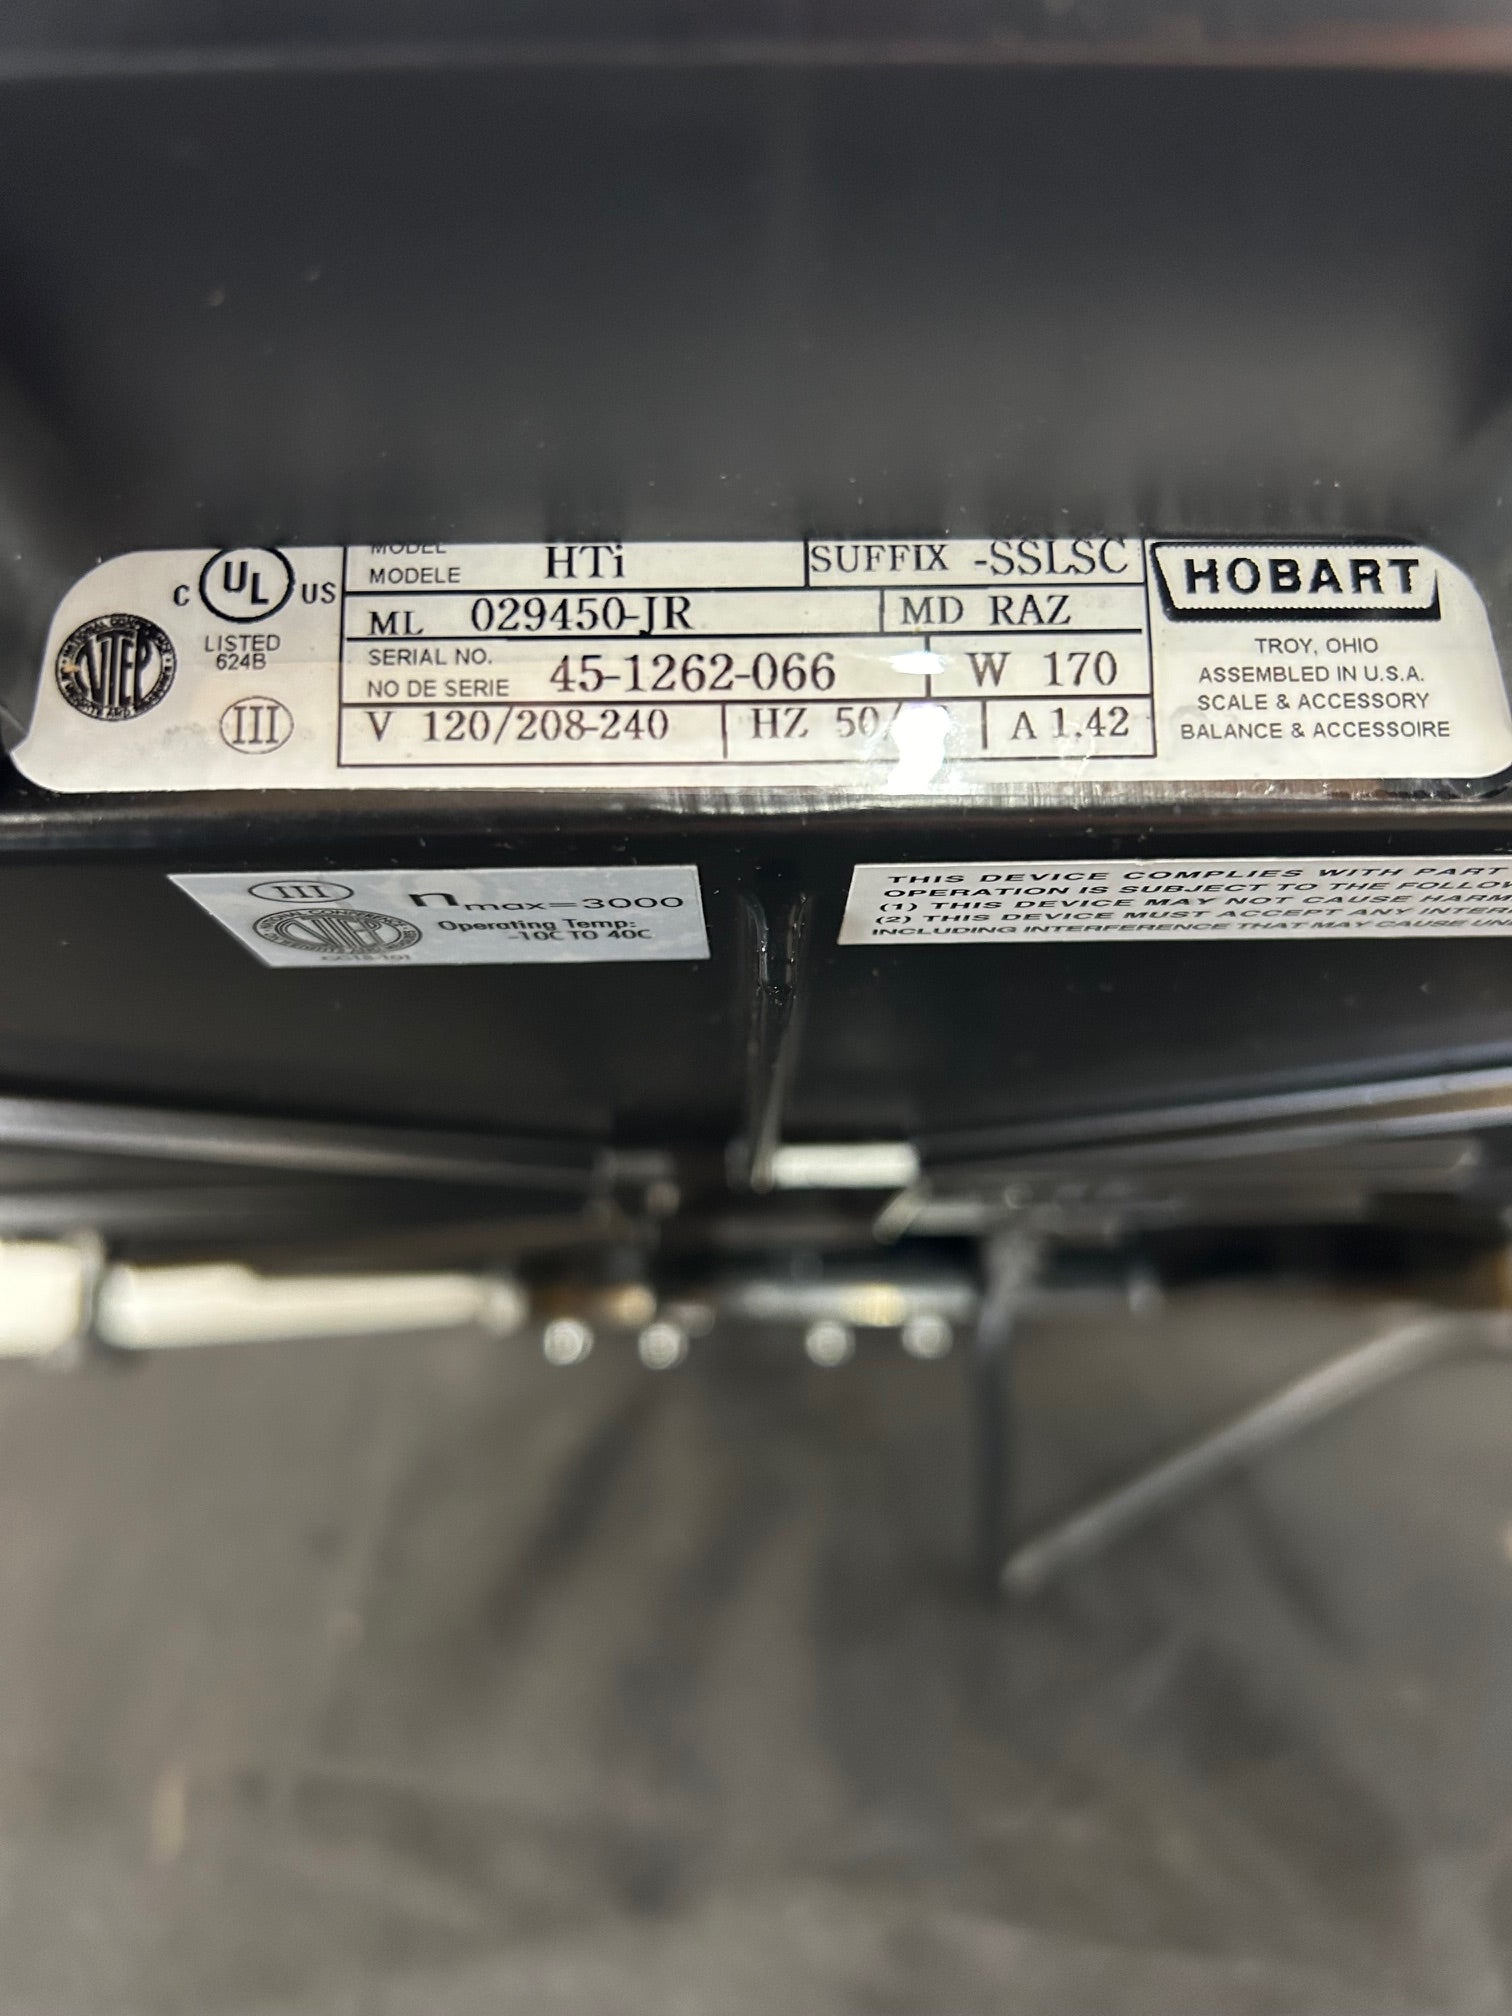 C UL US
LISTED
624B
NTEP
III
MODEL
MODELE HTi SUFFIX -SSLSC
ML 029450-JR MD RAZ
SERIAL NO.
NO DE SERIE 45-1262-066 W 170
V 120/208-240 HZ 50/ A 1.42
HOBART
TROY, OHIO
ASSEMBLED IN U.S.A.
SCALE & ACCESSORY
BALANCE & ACCESSOIRE
III nmax=3000
NTEP
Operating Temp:
-10C TO 40C
THIS DEVICE COMPLIES WITH PART
OPERATION IS SUBJECT TO THE
(1) THIS DEVICE MAY NOT CAUSE
(2) THIS DEVICE MUST ACCEPT ANY
INCLUDING INTERFERENCE THAT MAY CAUSE